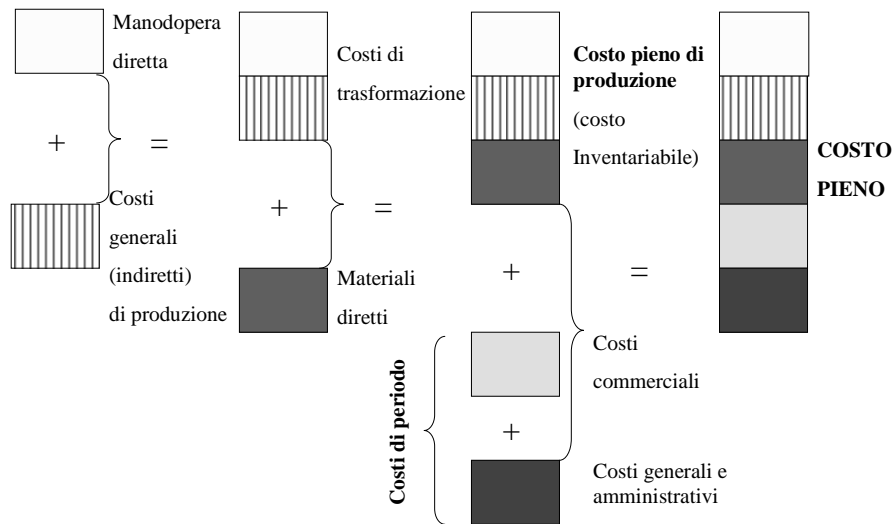 Manodopera
diretta
+
=
Costi
generali
(indiretti)
di produzione
Costi di
trasformazione
+
=
Materiali
diretti
Costo pieno di
produzione
(costo
Inventariabile)
+
=
Costi di periodo
Costi
commerciali
+
Costi generali e
amministrativi
COSTO
PIENO